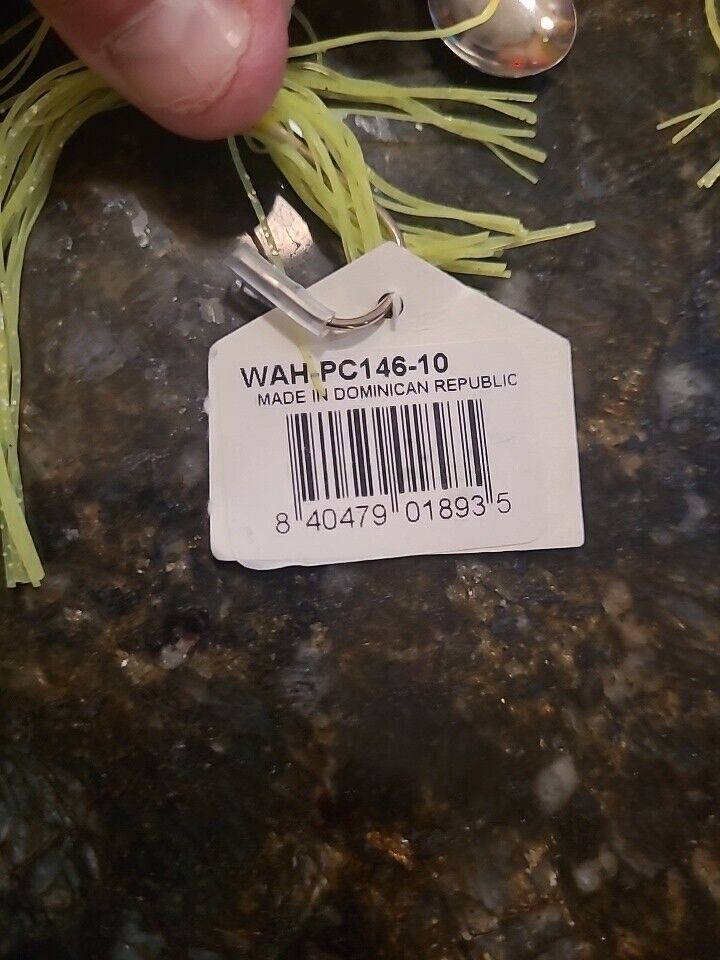 WAH-PC146-10
MADE IN DOMINICAN REPUBLIC
8 40479 01893 5